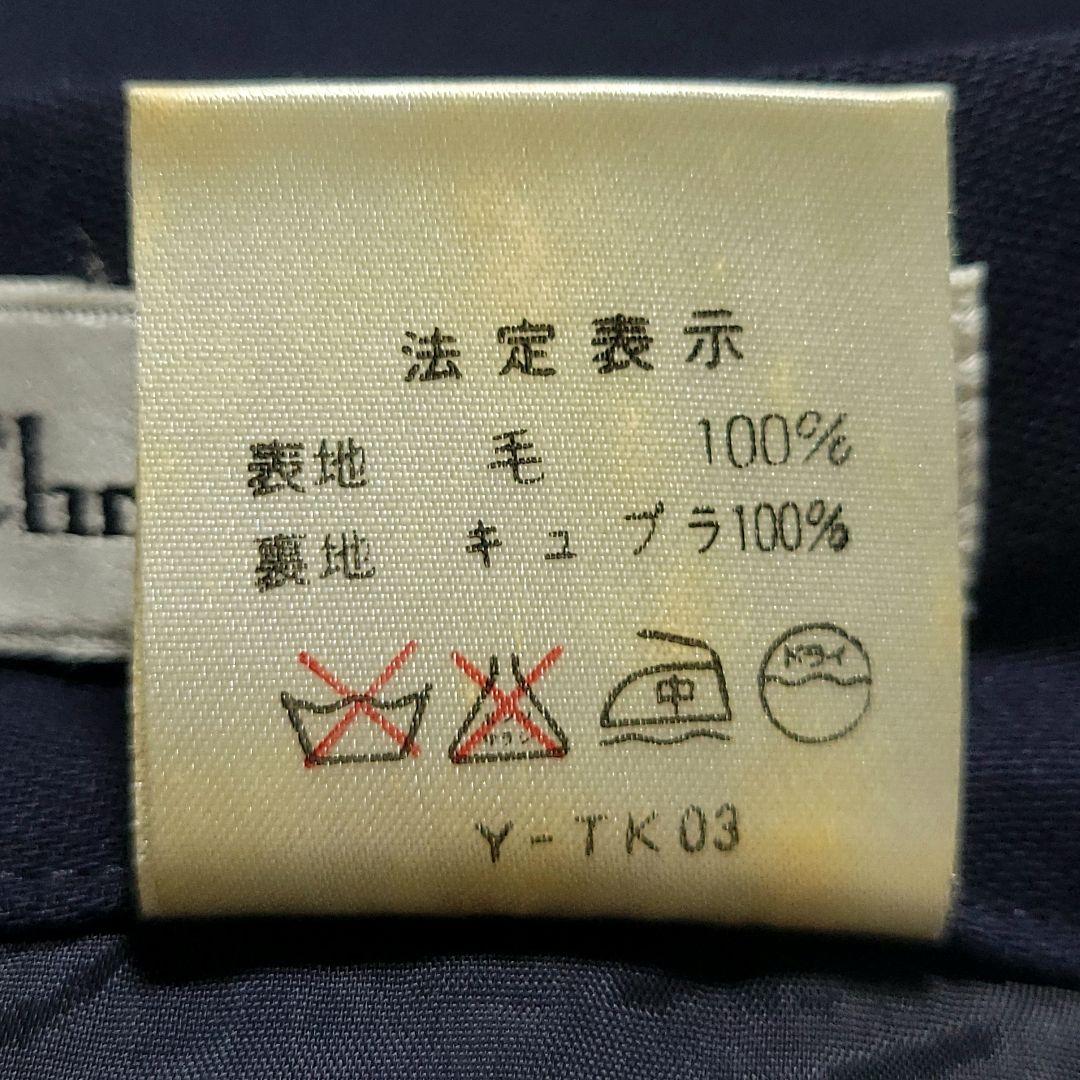 法定表示
表地 毛 100%
裏地 キュプラ100%
中
ドライ
Y-TK03